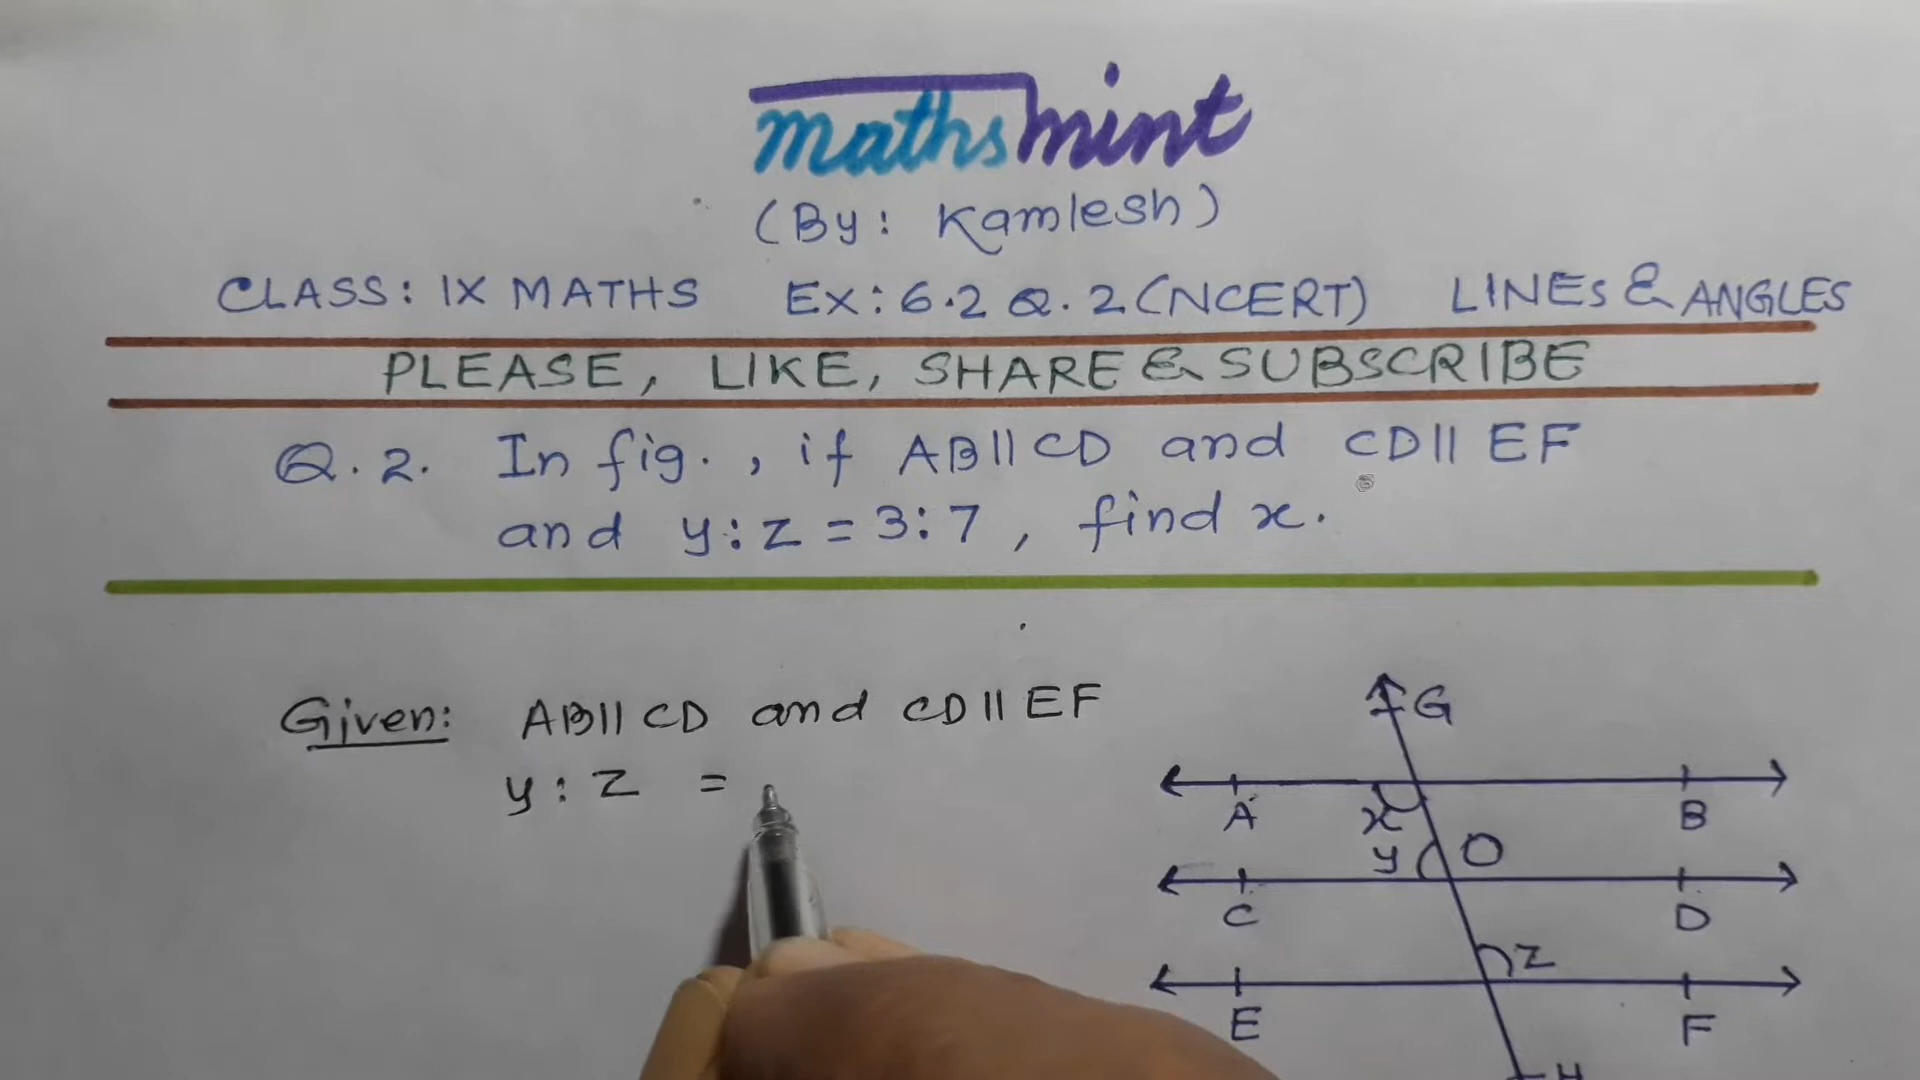 mathsmint
(By: Kamlesh)
CLASS: IX MATHS EX: 6.2 Q.2 (NCERT) LINES & ANGLES
PLEASE, LIKE, SHARE & SUBSCRIBE
Q.2. In fig., if AB||CD and CD||EF
and y:z = 3:7, find x.
Given: AB||CD and CD||EF
y:z =
G
A x B
y O
C D
z
E F
H